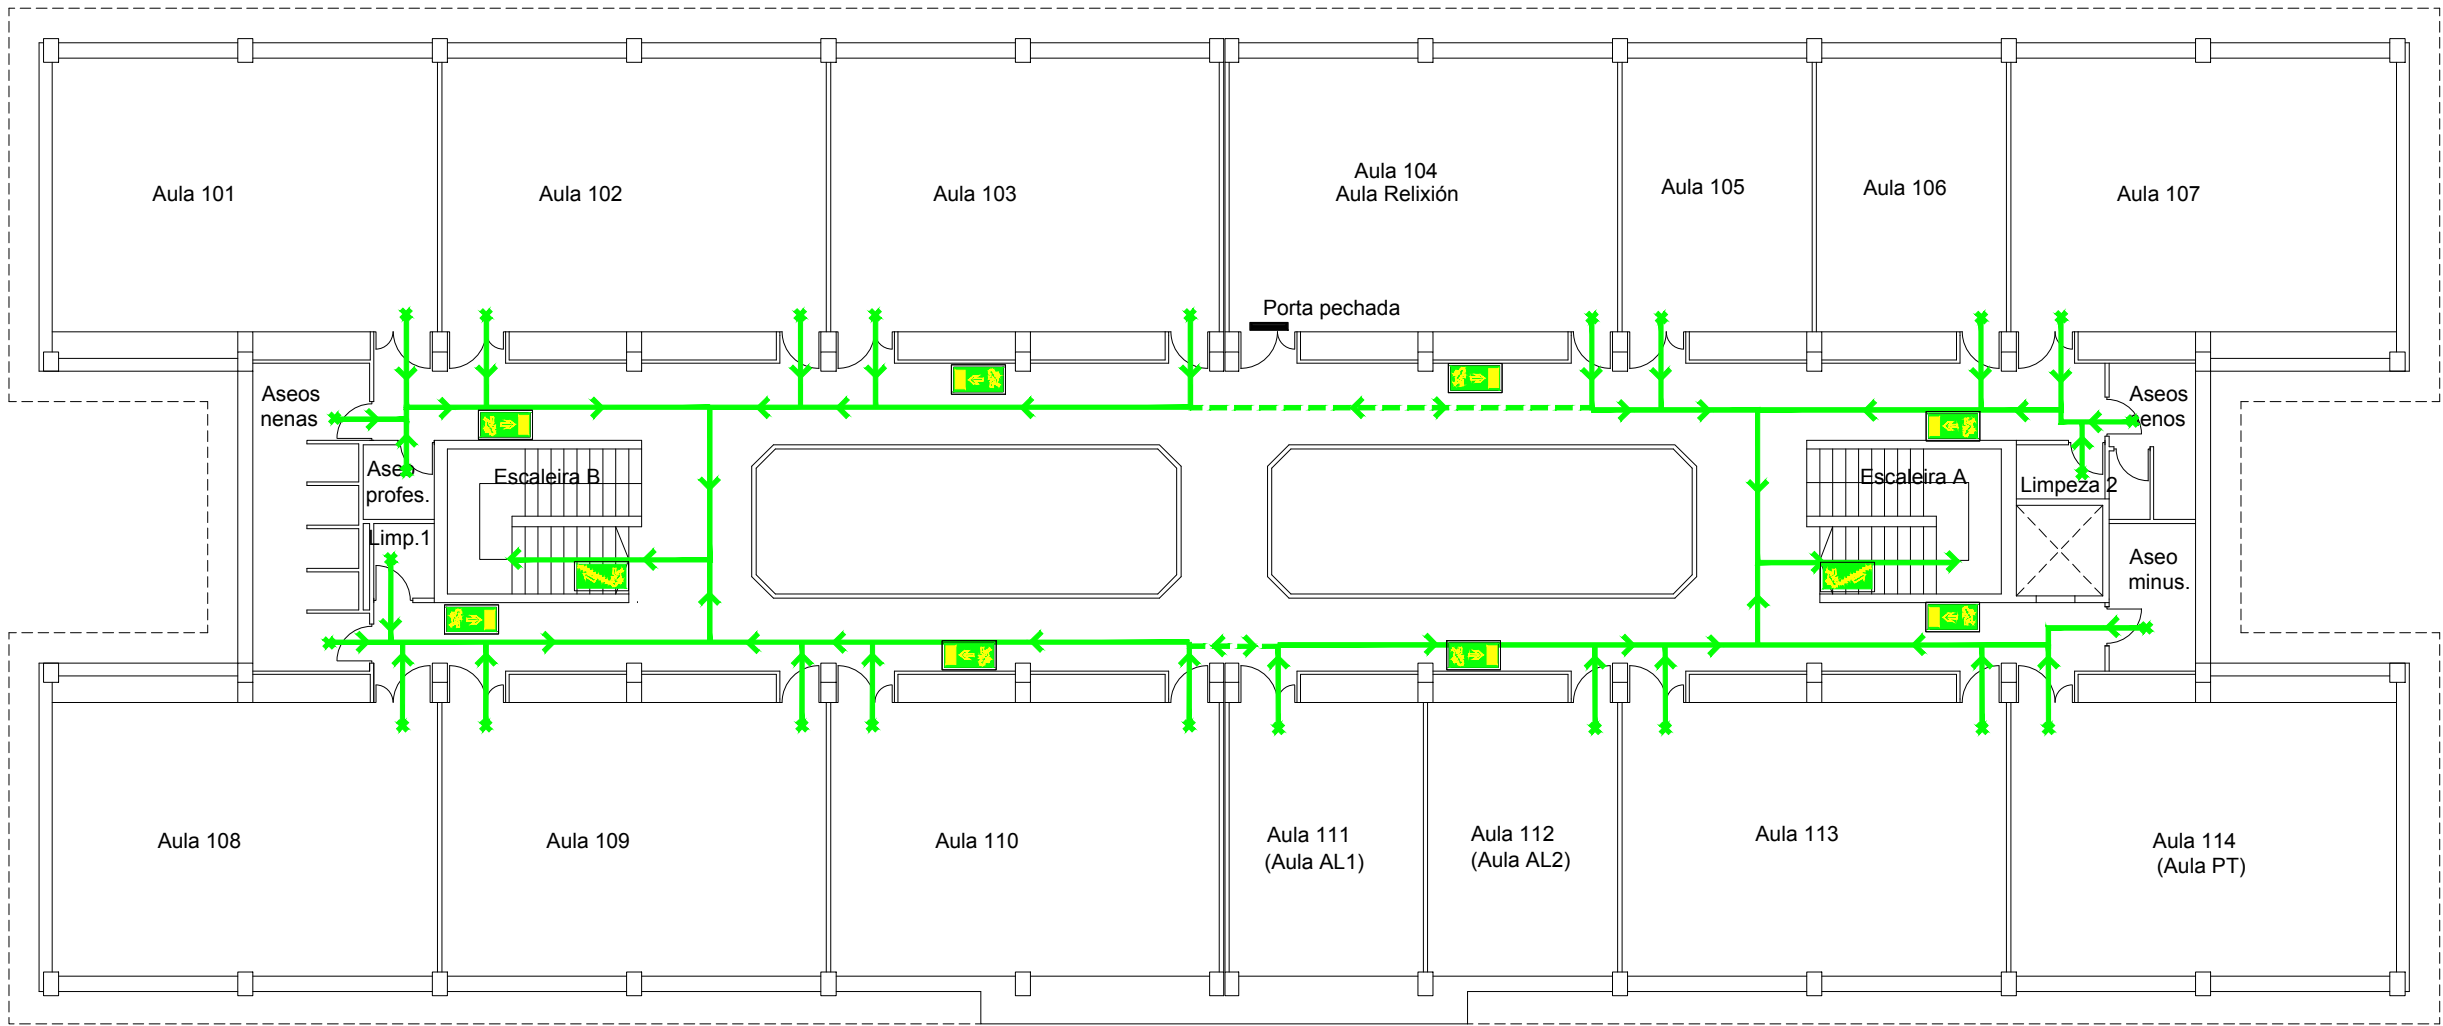 Aula 101
Aula 102
Aula 103
Aula 104
Aula Relixión
Aula 105
Aula 106
Aula 107
Porta pechada
Aseos
nenas
Aseos
nenos
Aseo
profes.
Escaleira B
Escaleira A
Limpeza 2
Limp.1
Aseo
minus.
Aula 108
Aula 109
Aula 110
Aula 111
(Aula AL1)
Aula 112
(Aula AL2)
Aula 113
Aula 114
(Aula PT)